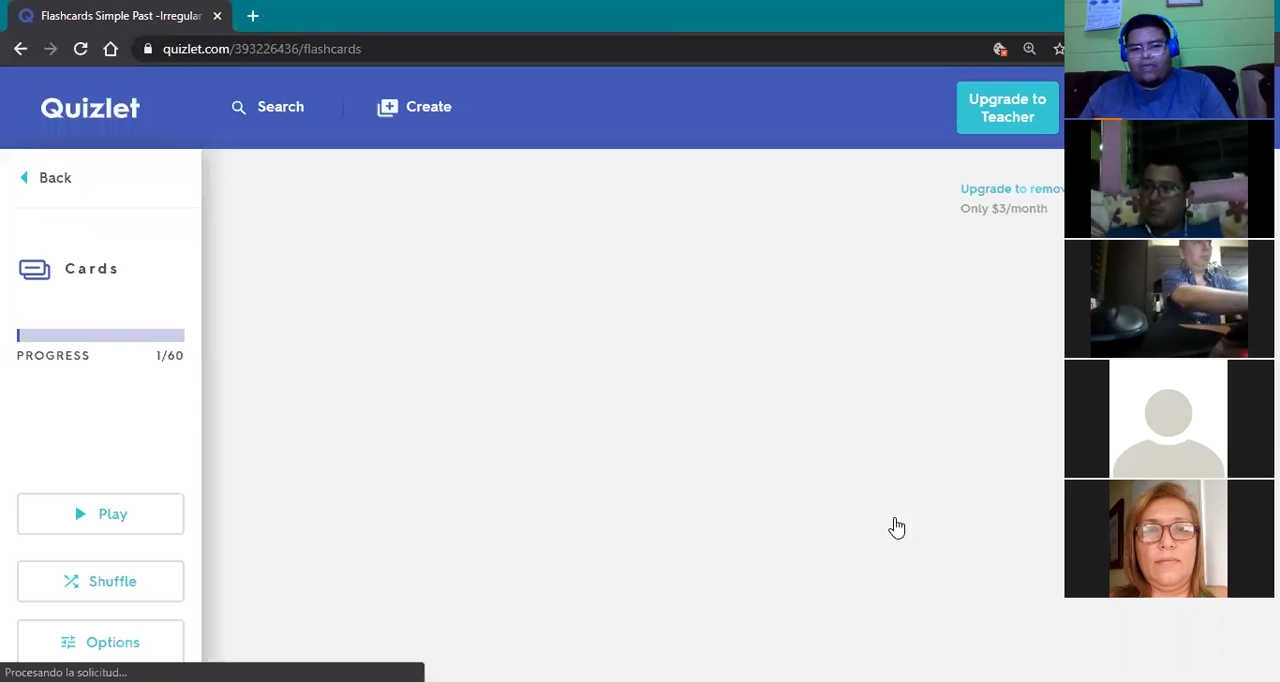 Flashcards Simple Past -Irregular
quizlet.com/393226436/flashcards
Quizlet
Search
Create
Upgrade to
Teacher
Back
Upgrade to remov
Only $3/month
Cards
PROGRESS 1/60
Play
Shuffle
Options
Procesando la solicitud...